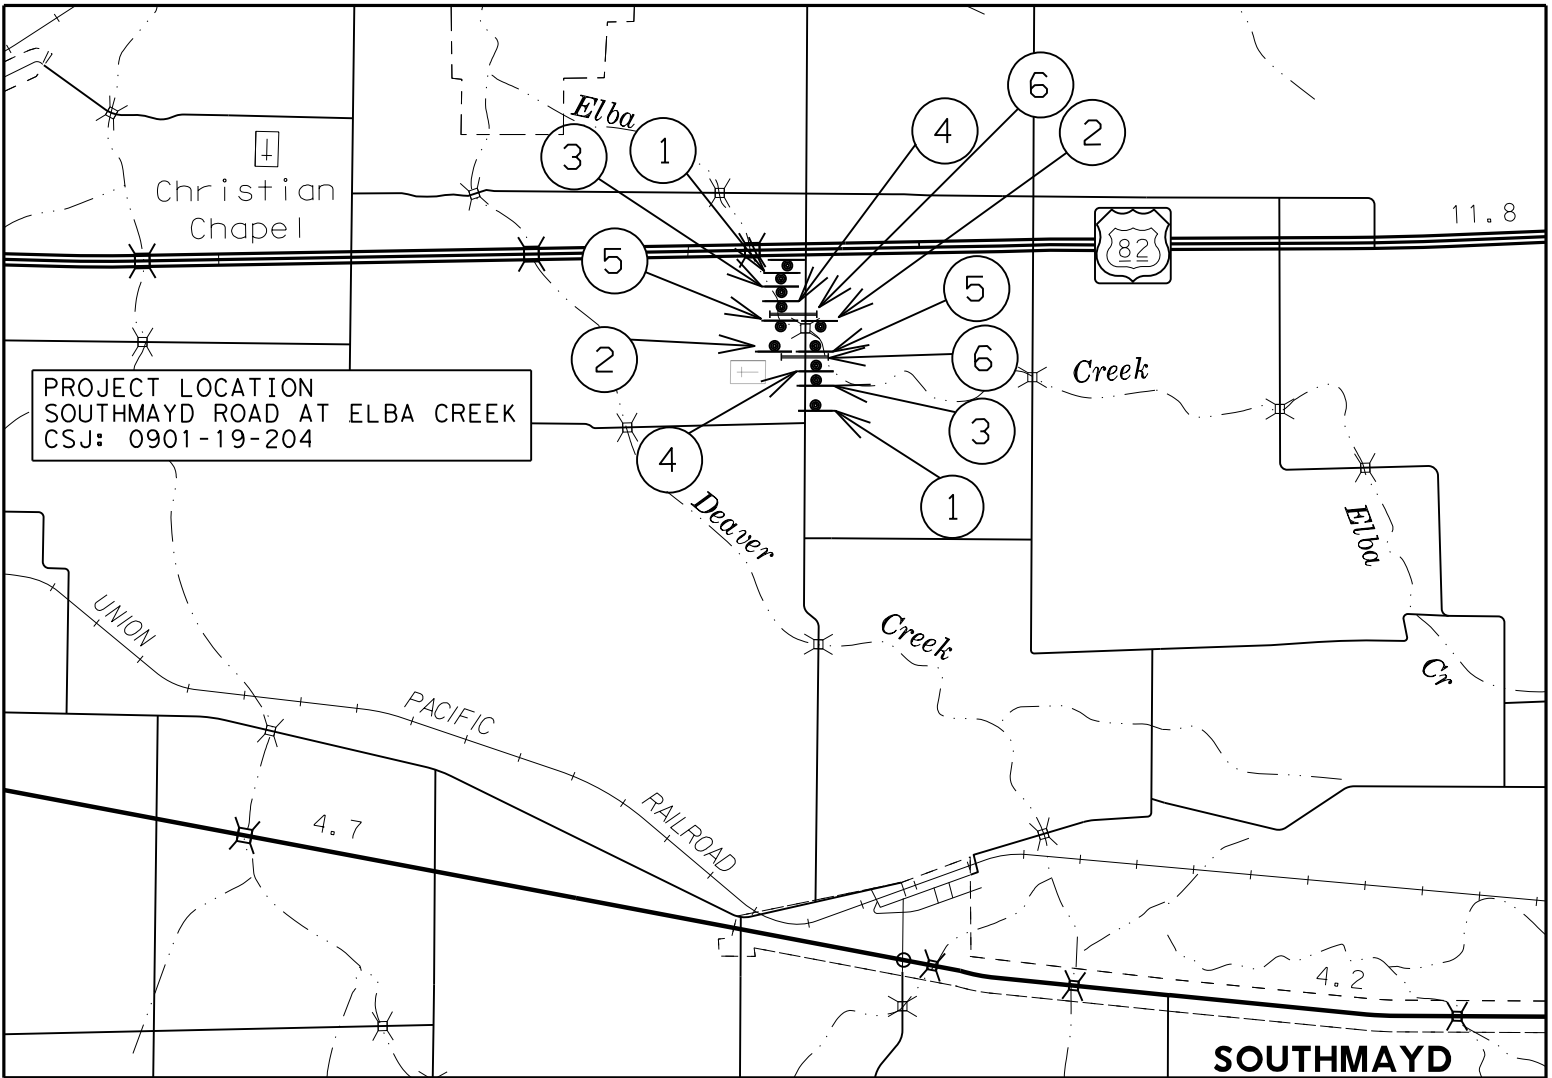 6
Elba
4
2
1
3
Christian
Chapel
11.8
82
5
5
2
6
Creek
PROJECT LOCATION
SOUTHMAYD ROAD AT ELBA CREEK
CSJ: 0901-19-204
3
4
1
Deaver
Elba
UNION
Creek
Cr
PACIFIC
RAILROAD
4.7
4.2
SOUTHMAYD